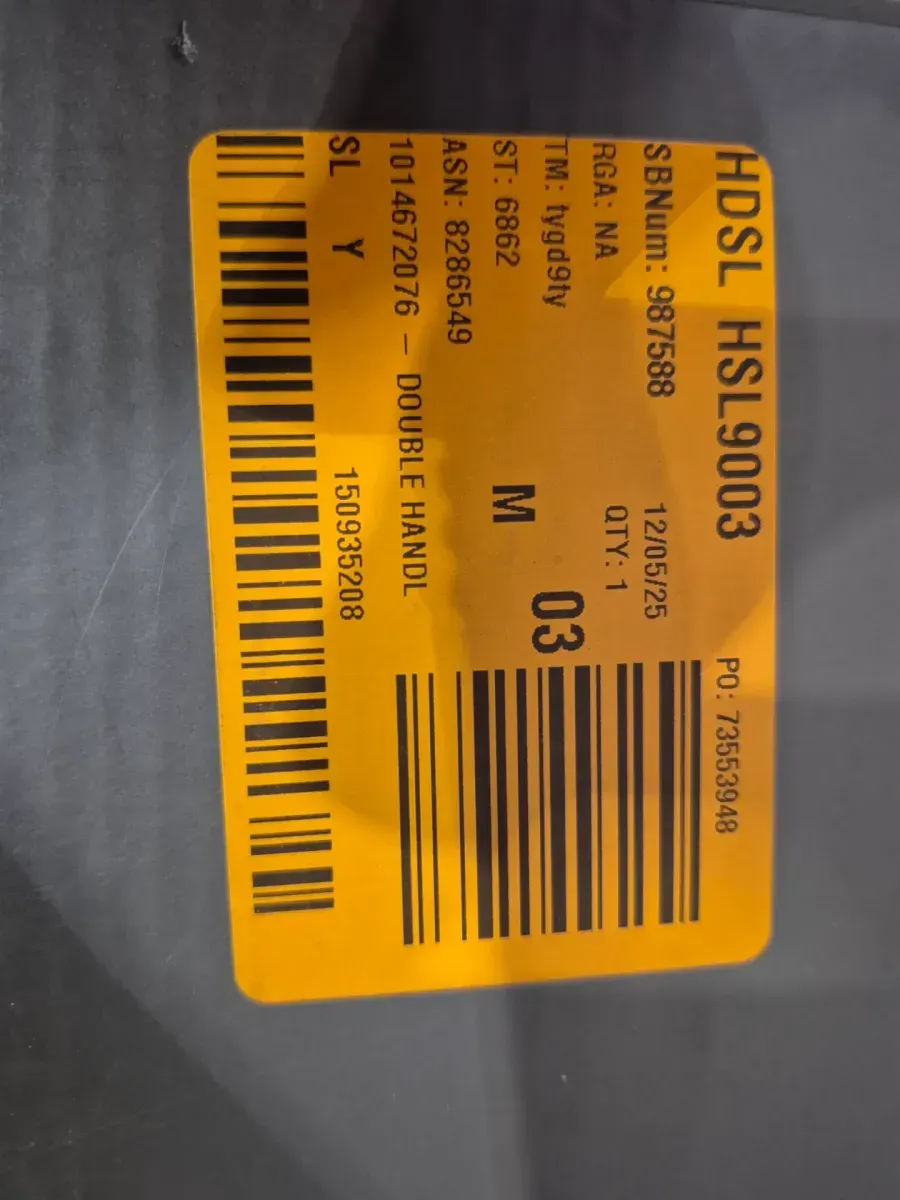 HDSL HSL9003 PO: 73553948
SBNum: 987588 12/05/25
RGA: NA QTY: 1
TM: tygd9ty 03
ST: 6862 M
ASN: 8286549
1014672076 – DOUBLE HANDL
SL Y 150935208